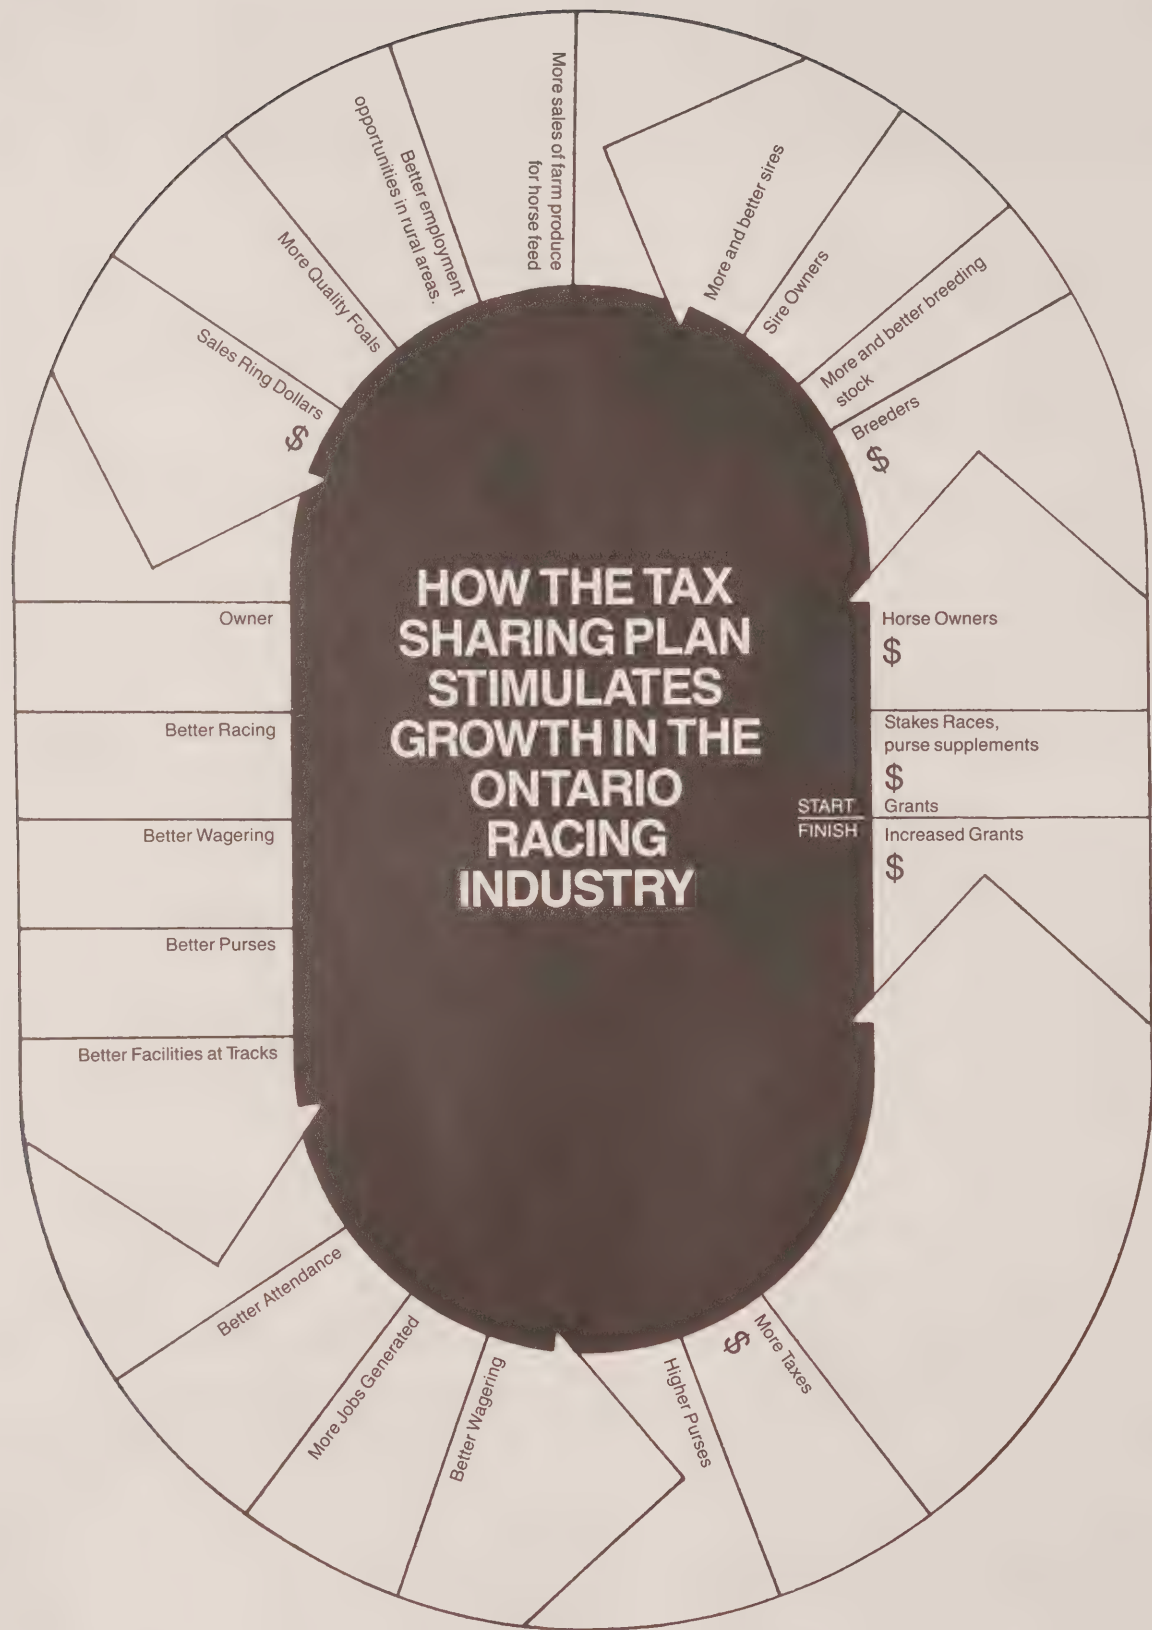 HOW THE TAX
SHARING PLAN
STIMULATES
GROWTH IN THE
ONTARIO
RACING
INDUSTRY
START
FINISH
Grants
$
Stakes Races,
purse supplements
$
Horse Owners
$
Breeders
More and better breeding
stock
Sire Owners
More and better sires
More sales of farm produce
for horse feed
Better employment
opportunities in rural areas.
More Quality Foals
Sales Ring Dollars
$
Owner
Better Racing
Better Wagering
Better Purses
Better Facilities at Tracks
Better Attendance
More Jobs Generated
Better Wagering
Higher Purses
More Taxes
$
Increased Grants
$